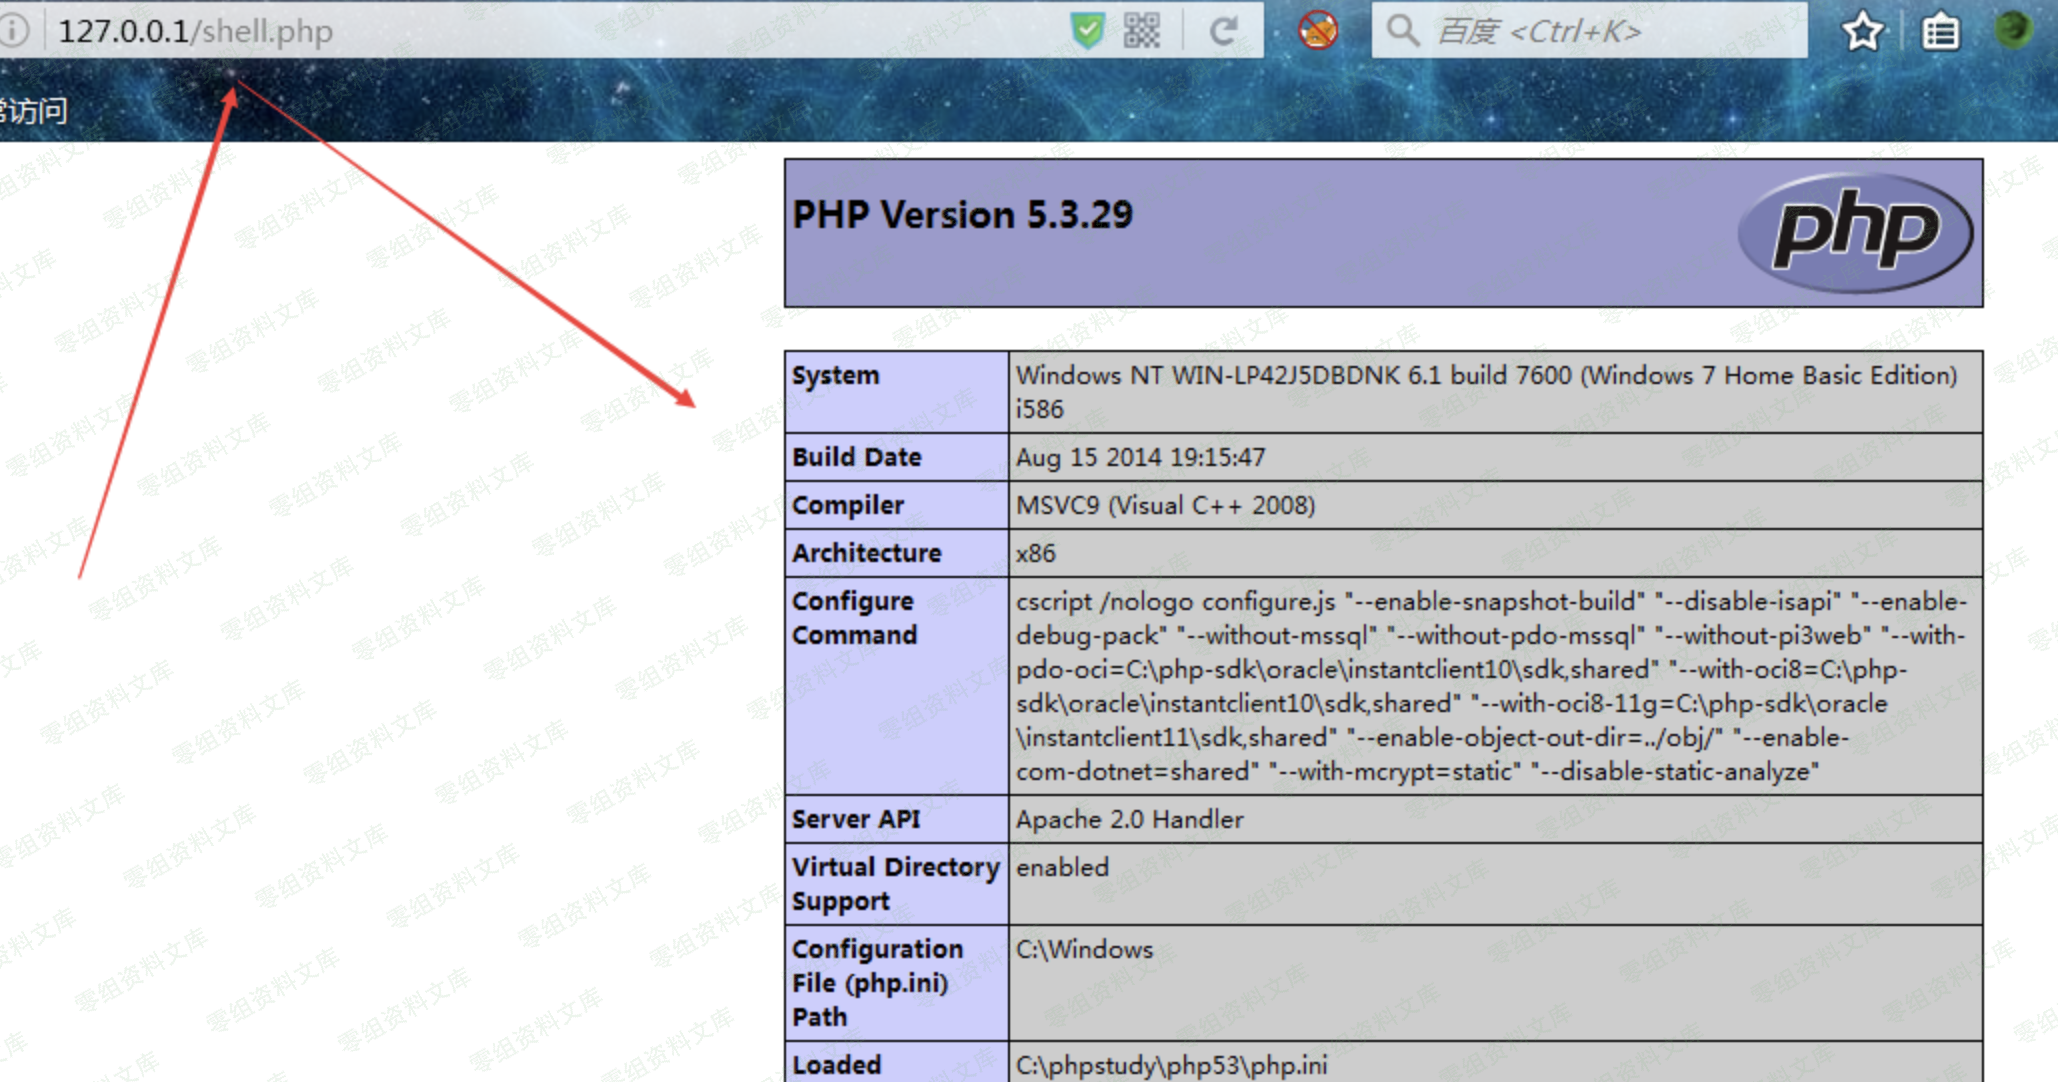 127.0.0.1/shell.php
百度 <Ctrl+K>
常访问
PHP Version 5.3.29
php
System
Windows NT WIN-LP42J5DBDNK 6.1 build 7600 (Windows 7 Home Basic Edition)
i586
Build Date
Aug 15 2014 19:15:47
Compiler
MSVC9 (Visual C++ 2008)
Architecture
x86
Configure
Command
cscript /nologo configure.js "--enable-snapshot-build" "--disable-isapi" "--enable-
debug-pack" "--without-mssql" "--without-pdo-mssql" "--without-pi3web" "--with-
pdo-oci=C:\php-sdk\oracle\instantclient10\sdk,shared" "--with-oci8=C:\php-
sdk\oracle\instantclient10\sdk,shared" "--with-oci8-11g=C:\php-sdk\oracle
\instantclient11\sdk,shared" "--enable-object-out-dir=../obj/" "--enable-
com-dotnet=shared" "--with-mcrypt=static" "--disable-static-analyze"
Server API
Apache 2.0 Handler
Virtual Directory
Support
enabled
Configuration
File (php.ini)
Path
C:\Windows
Loaded
C:\phpstudy\php53\php.ini
零组资料文库